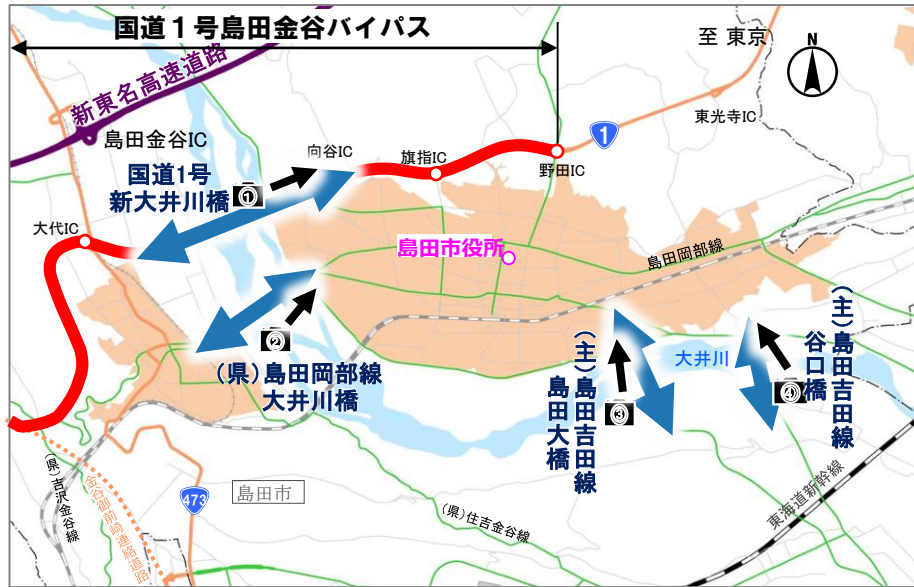 国道１号島田金谷バイパス
至 東京
N
新東名高速道路
島田金谷IC
東光寺IC
1
向谷IC
旗指IC
野田IC
国道1号
新大井川橋
①
大代IC
島田市役所
島田岡部線
②
(県)島田岡部線
大井川橋
大井川
(主)島田吉田線
島田大橋
③
(主)島田吉田線
谷口橋
④
(県)吉沢金谷線
金谷御前崎連絡道路
473
島田市
(県)住吉金谷線
東海道新幹線